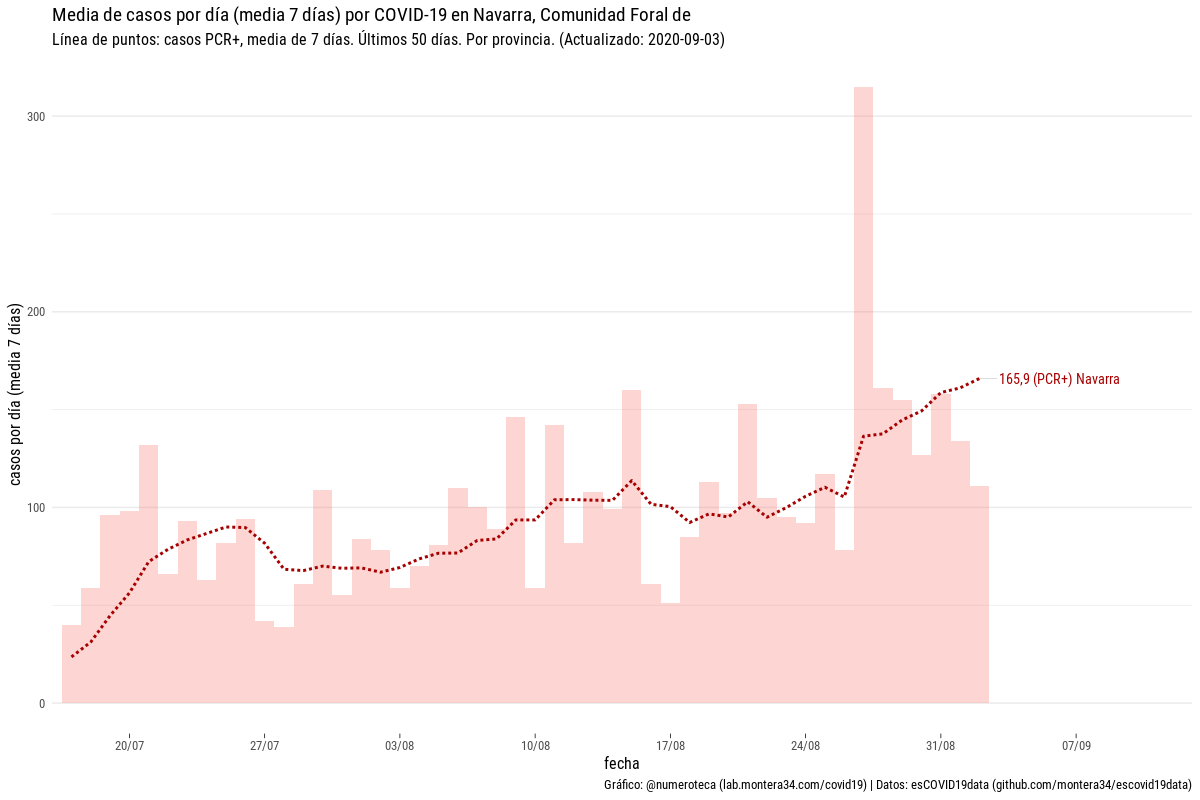 Media de casos por día (media 7 días) por COVID-19 en Navarra, Comunidad Foral de
Línea de puntos: casos PCR+, media de 7 días. Últimos 50 días. Por provincia. (Actualizado: 2020-09-03)
casos por día (media 7 días)
300
200
100
0
165,9 (PCR+) Navarra
20/07
27/07
03/08
10/08
17/08
24/08
31/08
07/09
fecha
Gráfico: @numeroteca (lab.montera34.com/covid19) | Datos: esCOVID19data (github.com/montera34/escovid19data)